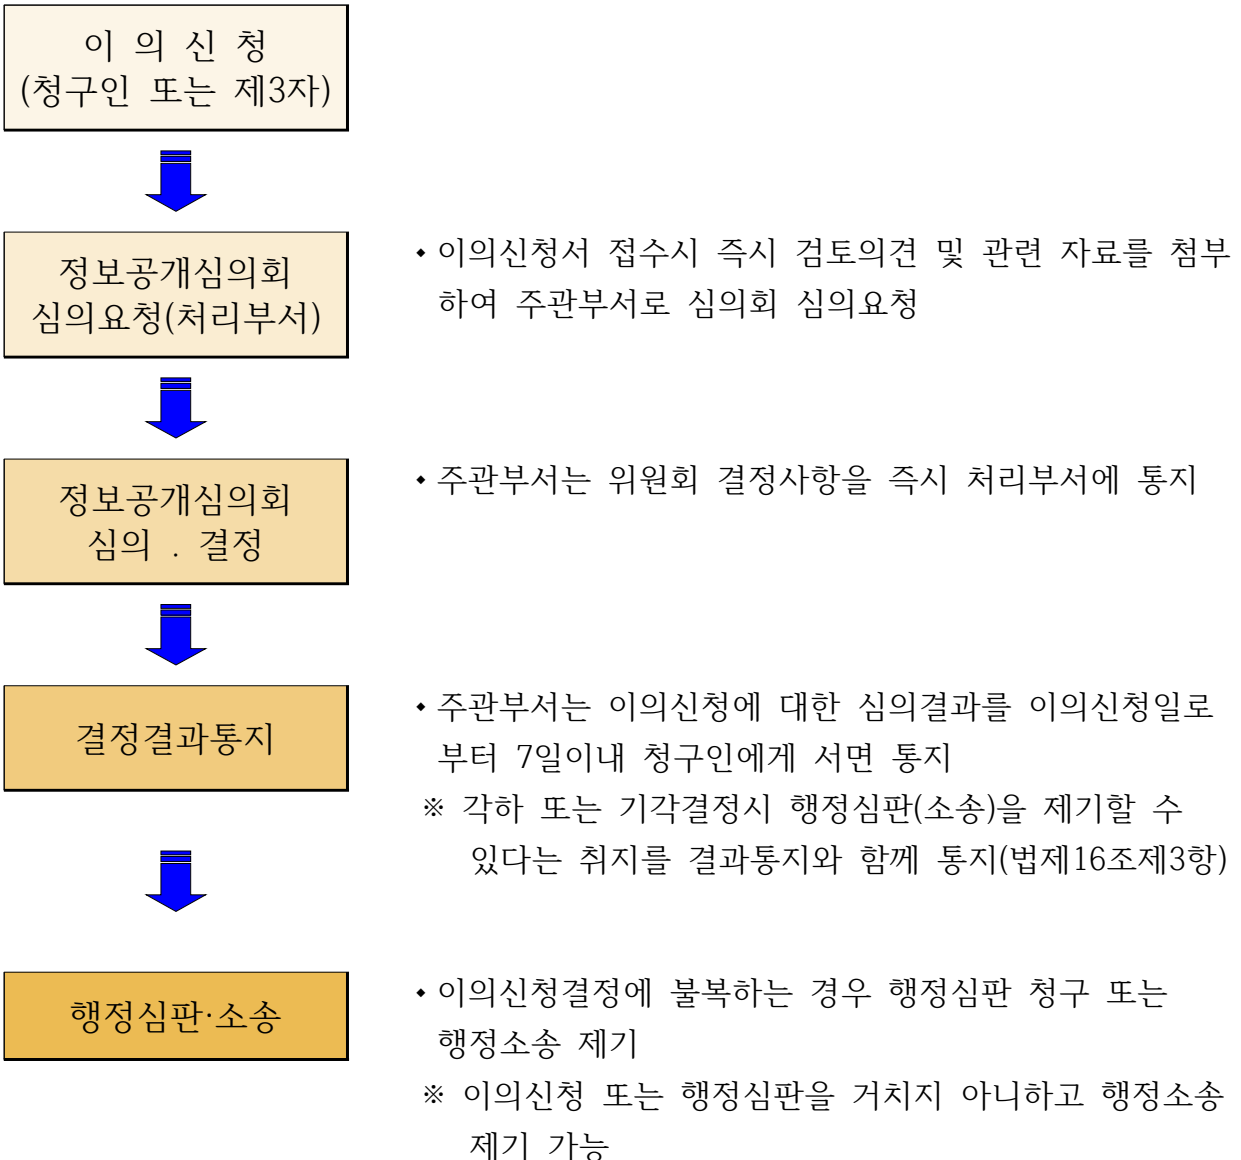 이 의 신 청
(청구인 또는 제3자)
정보공개심의회
심의요청(처리부서)
◆ 이의신청서 접수시 즉시 검토의견 및 관련 자료를 첨부
하여 주관부서로 심의회 심의요청
정보공개심의회
심의 . 결정
◆ 주관부서는 위원회 결정사항을 즉시 처리부서에 통지
결정결과통지
◆ 주관부서는 이의신청에 대한 심의결과를 이의신청일로
부터 7일이내 청구인에게 서면 통지
※ 각하 또는 기각결정시 행정심판(소송)을 제기할 수
있다는 취지를 결과통지와 함께 통지(법제16조제3항)
행정심판·소송
◆ 이의신청결정에 불복하는 경우 행정심판 청구 또는
행정소송 제기
※ 이의신청 또는 행정심판을 거치지 아니하고 행정소송
제기 가능